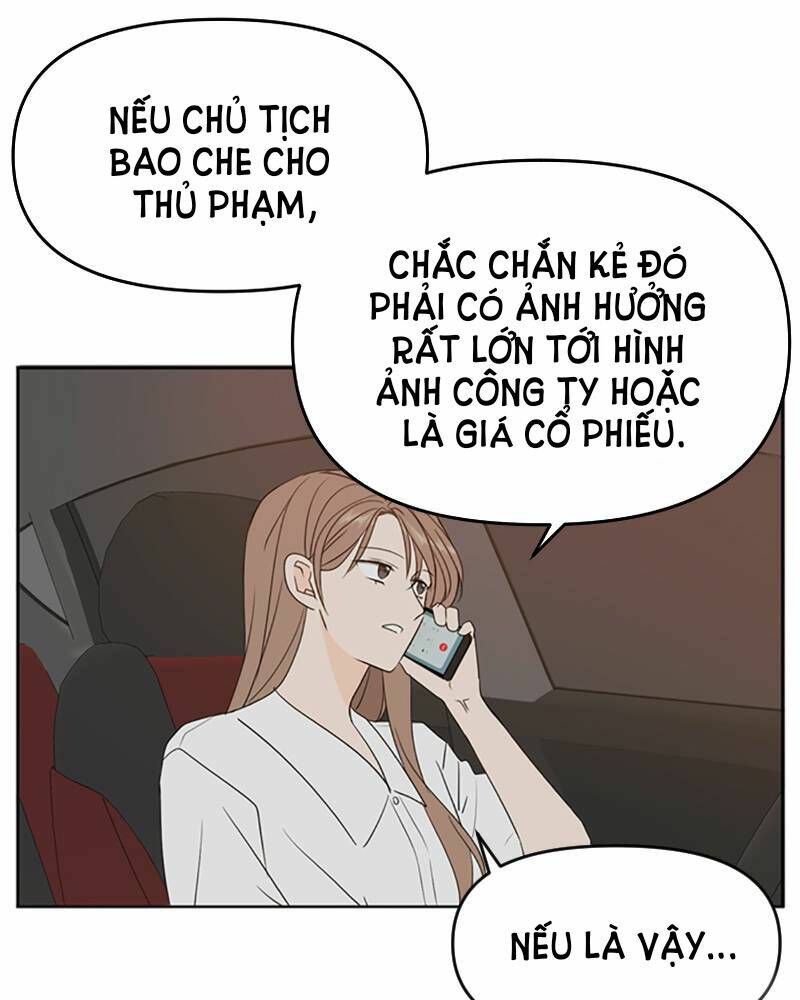 NẾU CHỦ TỊCH
BAO CHE CHO
THỦ PHẠM,
CHẮC CHẮN KẺ ĐÓ
PHẢI CÓ ẢNH HƯỞNG
RẤT LỚN TỚI HÌNH
ẢNH CÔNG TY HOẶC
LÀ GIÁ CỔ PHIẾU.
NẾU LÀ VẬY...